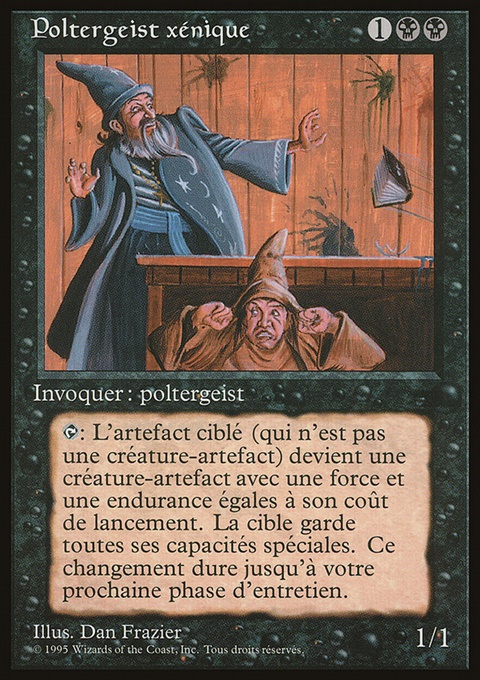 Poltergeist xénique 1
Invoquer : poltergeist
: L'artefact ciblé (qui n'est pas
une créature-artefact) devient une
créature-artefact avec une force et
une endurance égales à son coût
de lancement. La cible garde
toutes ses capacités spéciales. Ce
changement dure jusqu'à votre
prochaine phase d'entretien.
Illus. Dan Frazier
© 1995 Wizards of the Coast, Inc. Tous droits réservés.
1/1